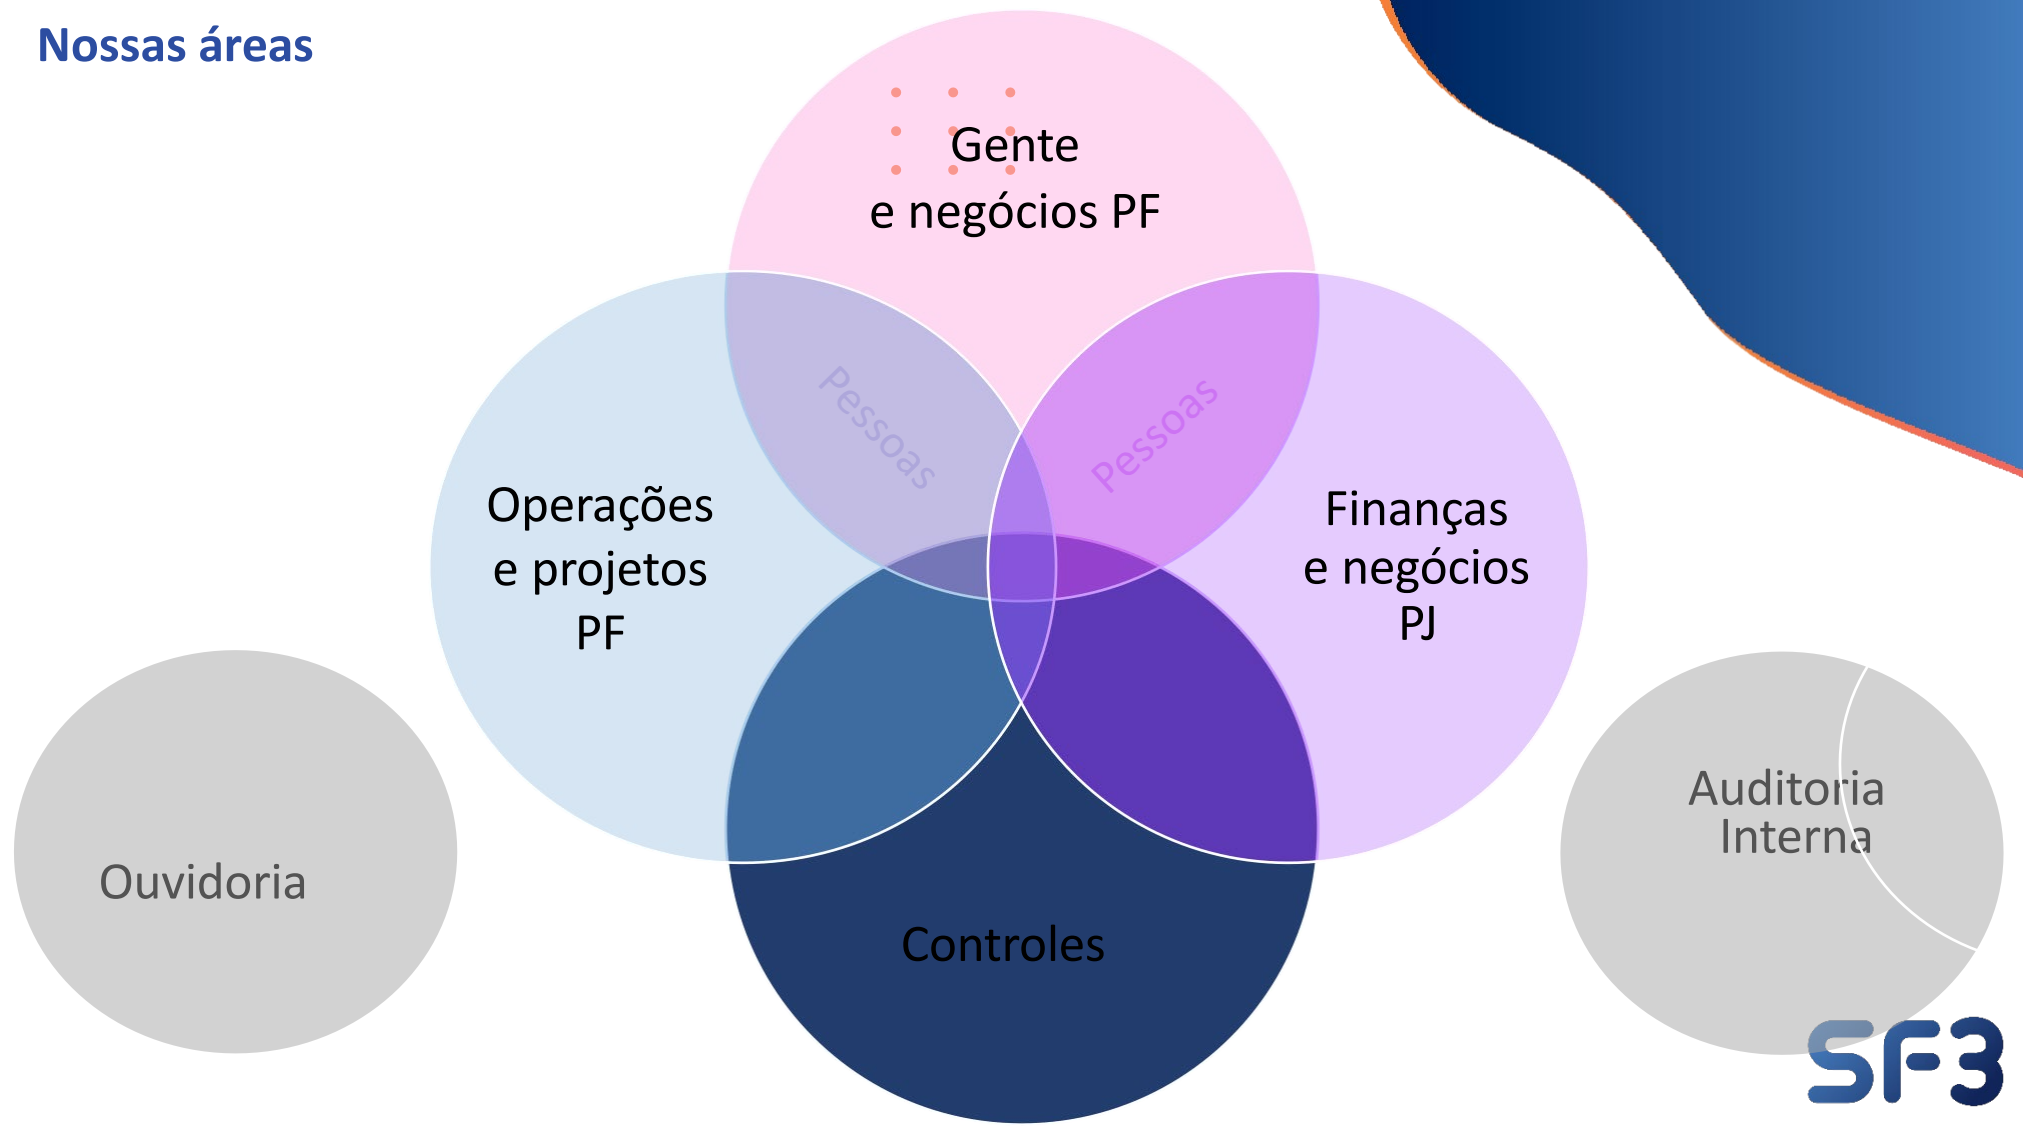 Nossas áreas
Gente
e negócios PF
Pessoas
Pessoas
Operações
e projetos
PF
Finanças
e negócios
PJ
Ouvidoria
Auditoria
Interna
Controles
SF3